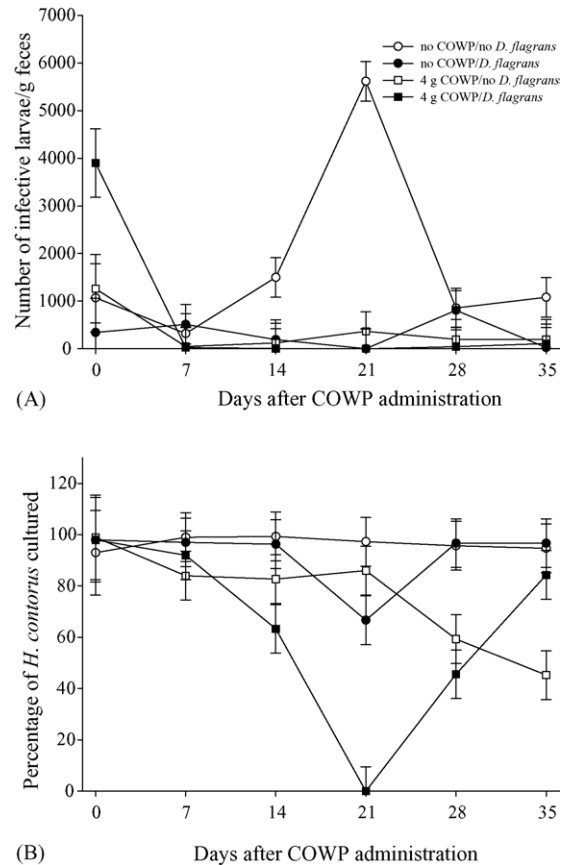 7000
6000
5000
4000
3000
2000
1000
0
Number of infective larvae/g feces
no COWP/no D. flagrans
no COWP/D. flagrans
4 g COWP/no D. flagrans
4 g COWP/D. flagrans
0 7 14 21 28 35
(A) Days after COWP administration
120
100
80
60
40
20
0
Percentage of H. contorus cultured
0 7 14 21 28 35
(B) Days after COWP administration